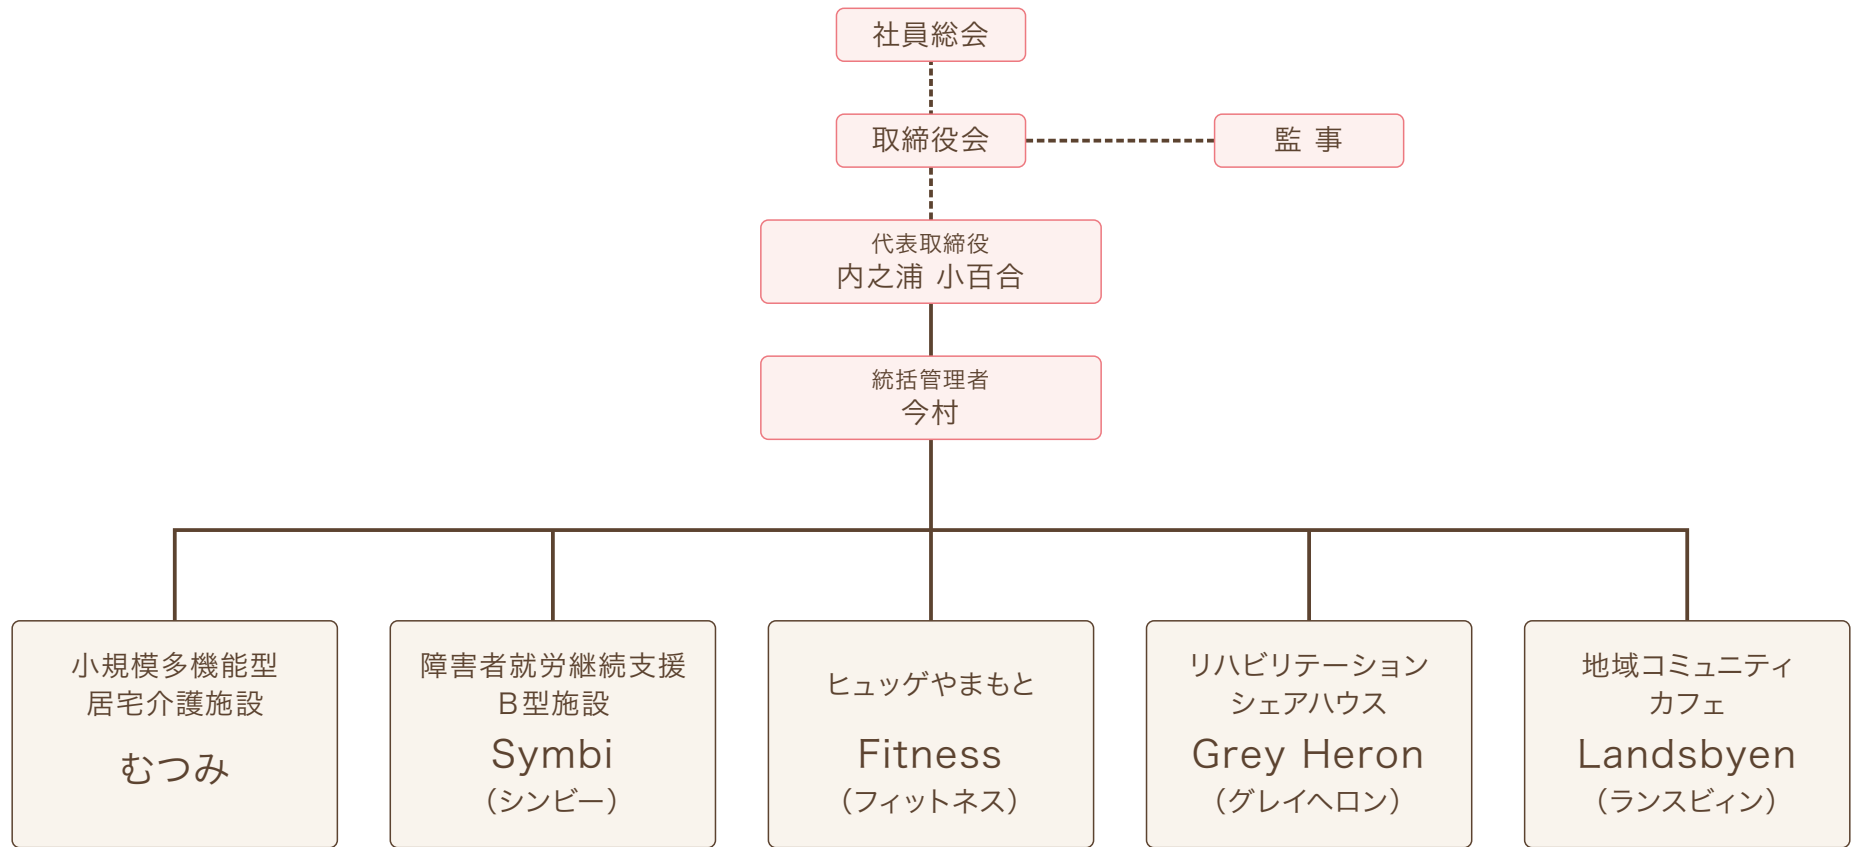 社員総会
取締役会
監 事
代表取締役
内之浦 小百合
統括管理者
今村
小規模多機能型
居宅介護施設
むつみ
障害者就労継続支援
B型施設
Symbi
（シンビー）
ヒュッゲやまもと
Fitness
（フィットネス）
リハビリテーション
シェアハウス
Grey Heron
（グレイヘロン）
地域コミュニティ
カフェ
Landsbyen
（ランスビィン）